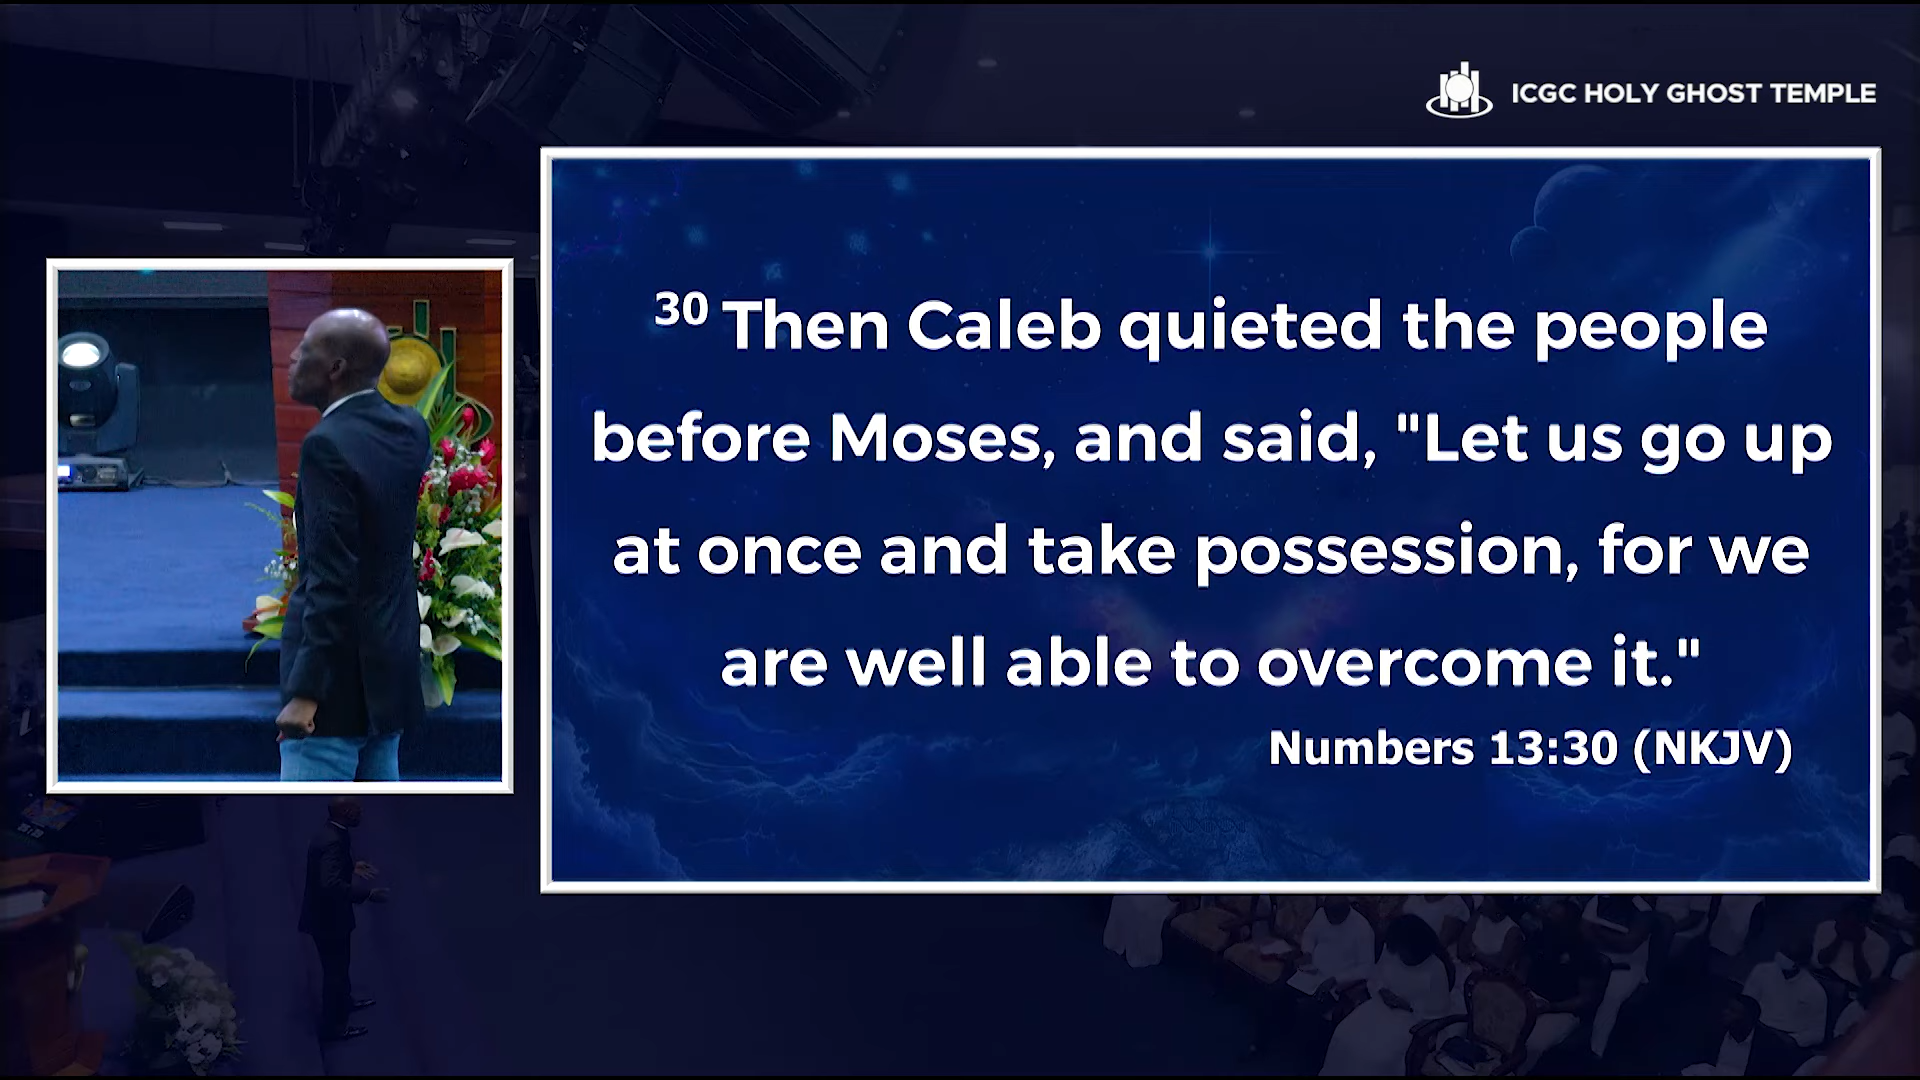 ICGC HOLY GHOST TEMPLE
30 Then Caleb quieted the people
before Moses, and said, "Let us go up
at once and take possession, for we
are well able to overcome it."
Numbers 13:30 (NKJV)